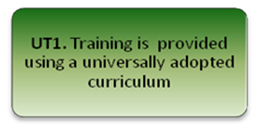 UT1. Training is  provided
using a universally adopted
curriculum